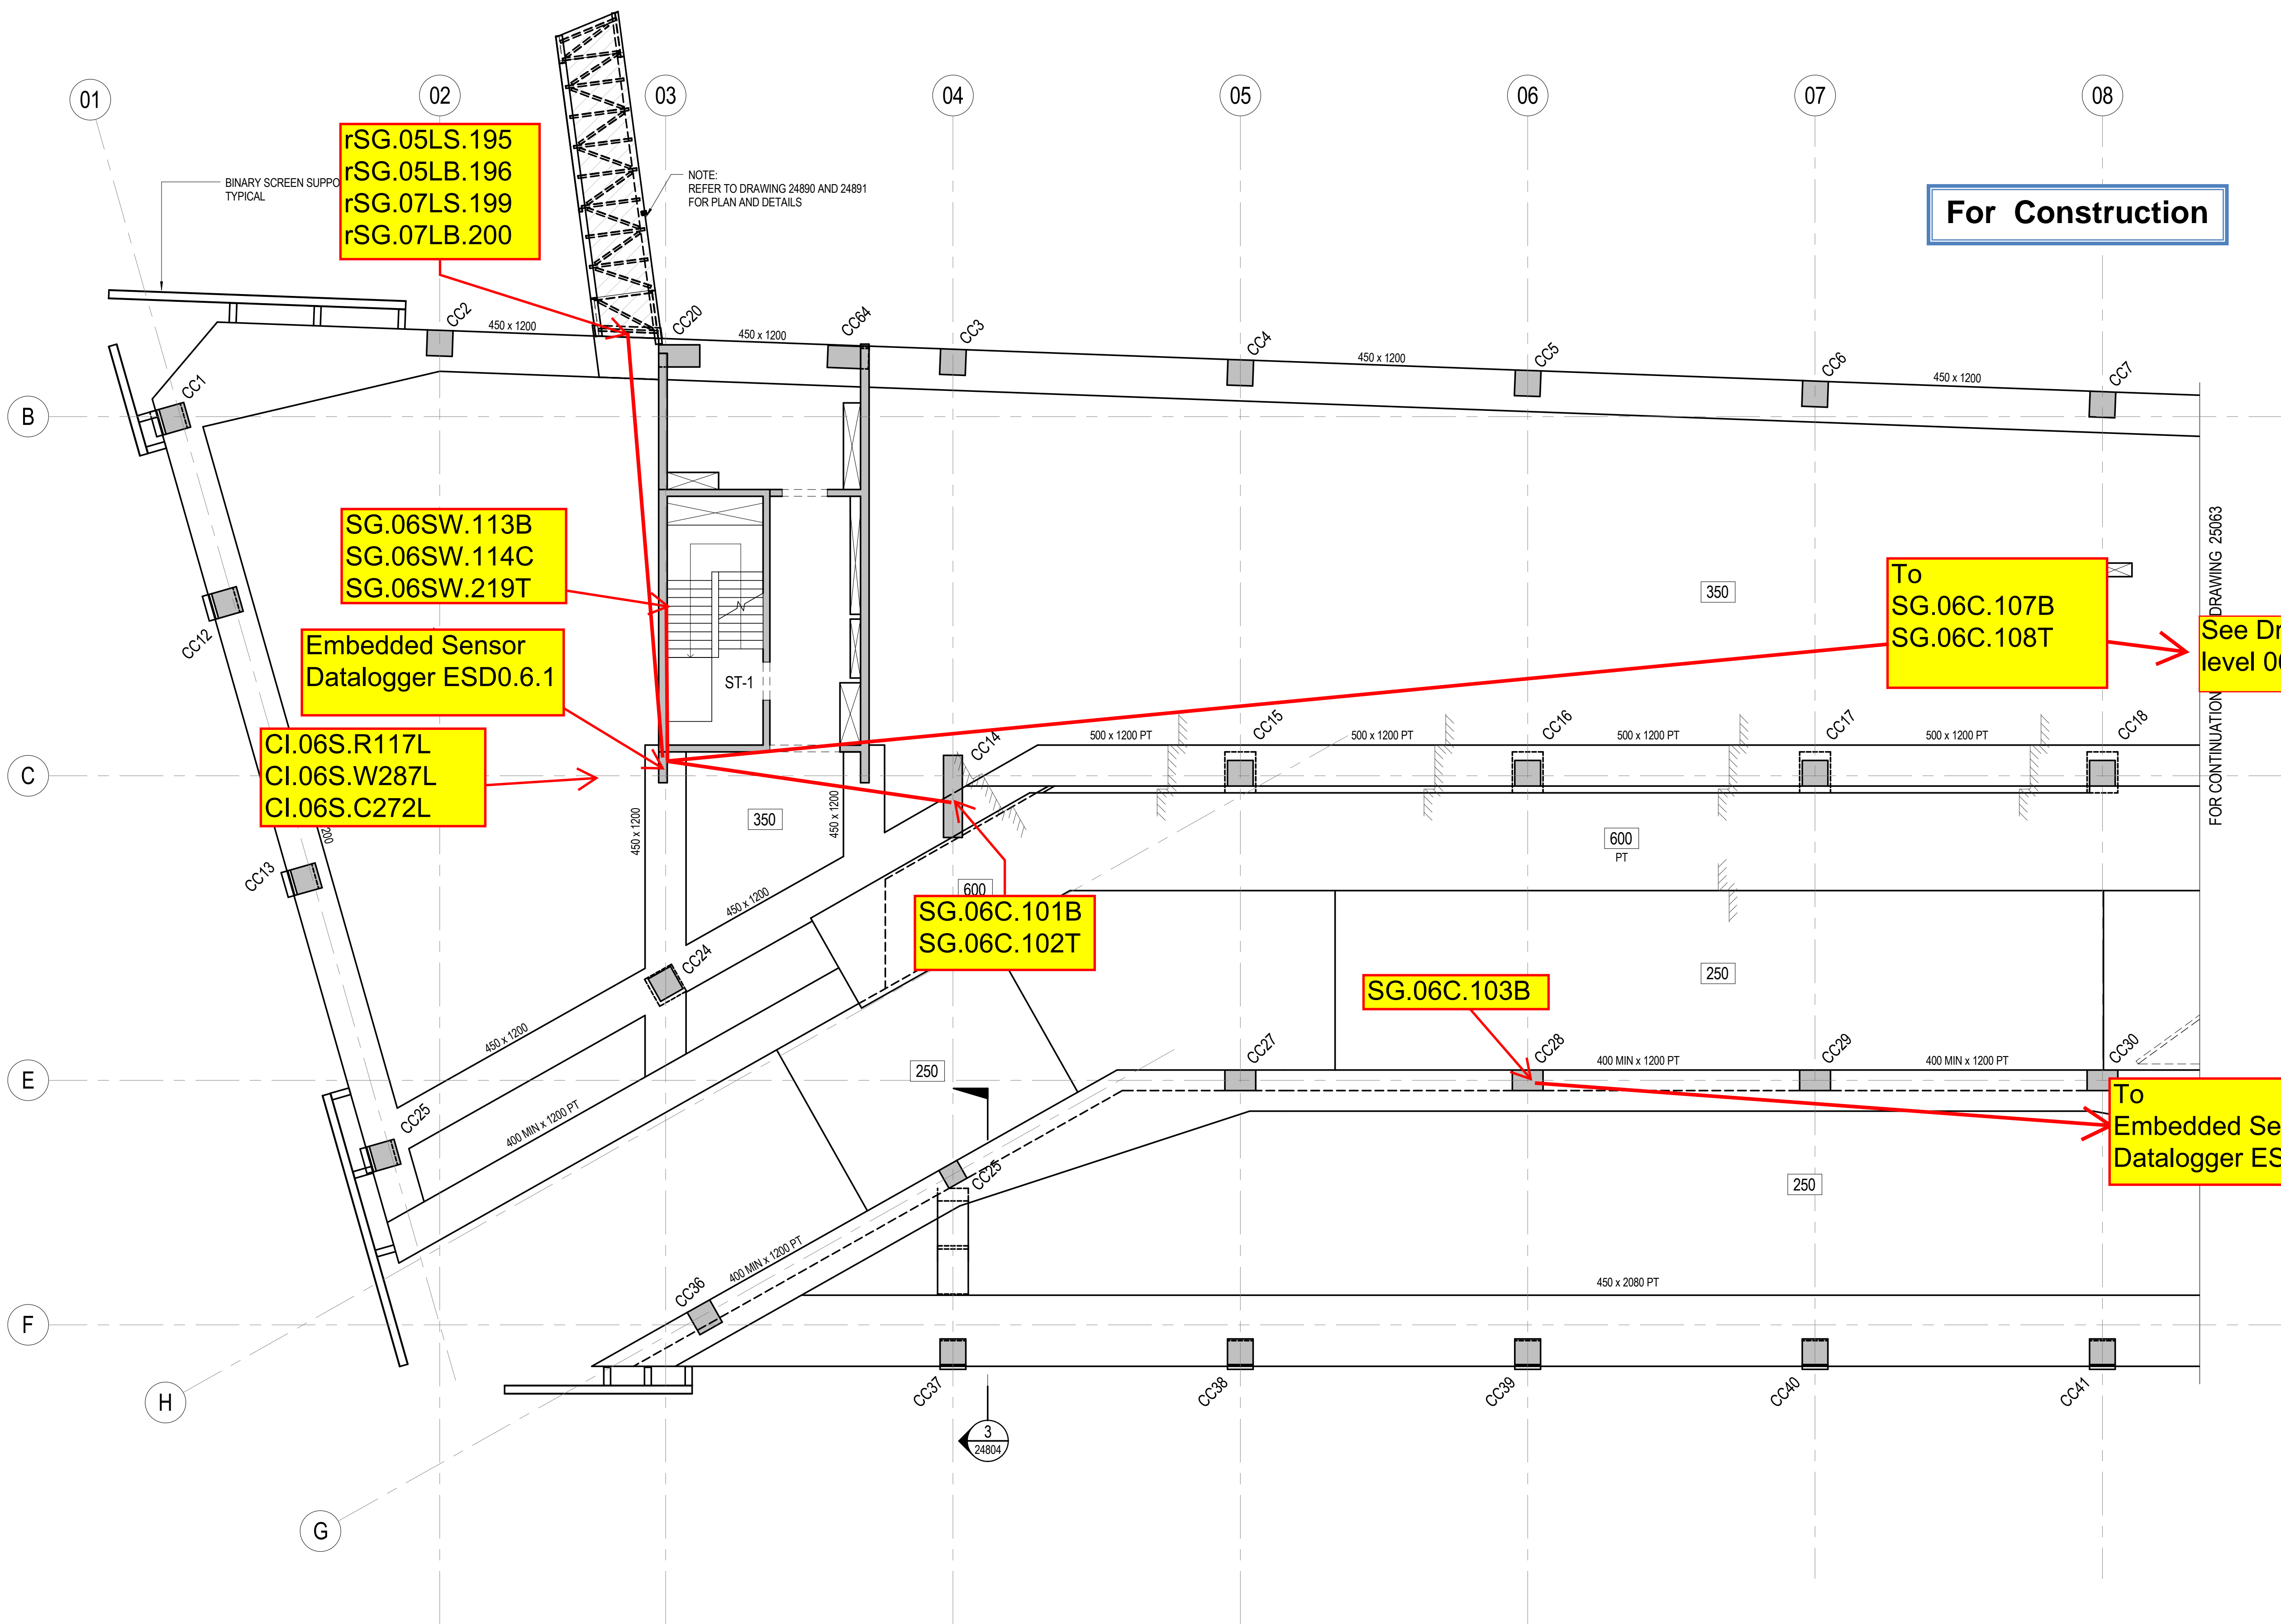 01
02
03
04
05
06
07
08
rSG.05LS.195
rSG.05LB.196
rSG.07LS.199
rSG.07LB.200
BINARY SCREEN SUPPO
TYPICAL
NOTE:
REFER TO DRAWING 24890 AND 24891
FOR PLAN AND DETAILS
For Construction
CC2
450 x 1200
CC20
450 x 1200
CC64
CC3
CC4
450 x 1200
CC5
CC6
450 x 1200
CC7
CC1
B
SG.06SW.113B
SG.06SW.114C
SG.06SW.219T
350
To
SG.06C.107B
SG.06C.108T
FOR CONTINUATION
DRAWING 25063
See Dr
level 0
CC12
Embedded Sensor
Datalogger ESD0.6.1
ST-1
CI.06S.R117L
CI.06S.W287L
CI.06S.C272L
200
C
CC14
500 x 1200 PT
CC15
500 x 1200 PT
CC16
500 x 1200 PT
CC17
500 x 1200 PT
CC18
450 x 1200
350
450 x 1200
600
PT
CC13
450 x 1200
600
SG.06C.101B
SG.06C.102T
CC24
250
SG.06C.103B
450 x 1200
CC27
CC28
400 MIN x 1200 PT
CC29
400 MIN x 1200 PT
CC30
E
250
CC25
400 MIN x 1200 PT
To
Embedded Se
Datalogger ES
CC25
250
400 MIN x 1200 PT
CC36
450 x 2080 PT
F
H
CC37
CC38
CC39
CC40
CC41
3
24804
G